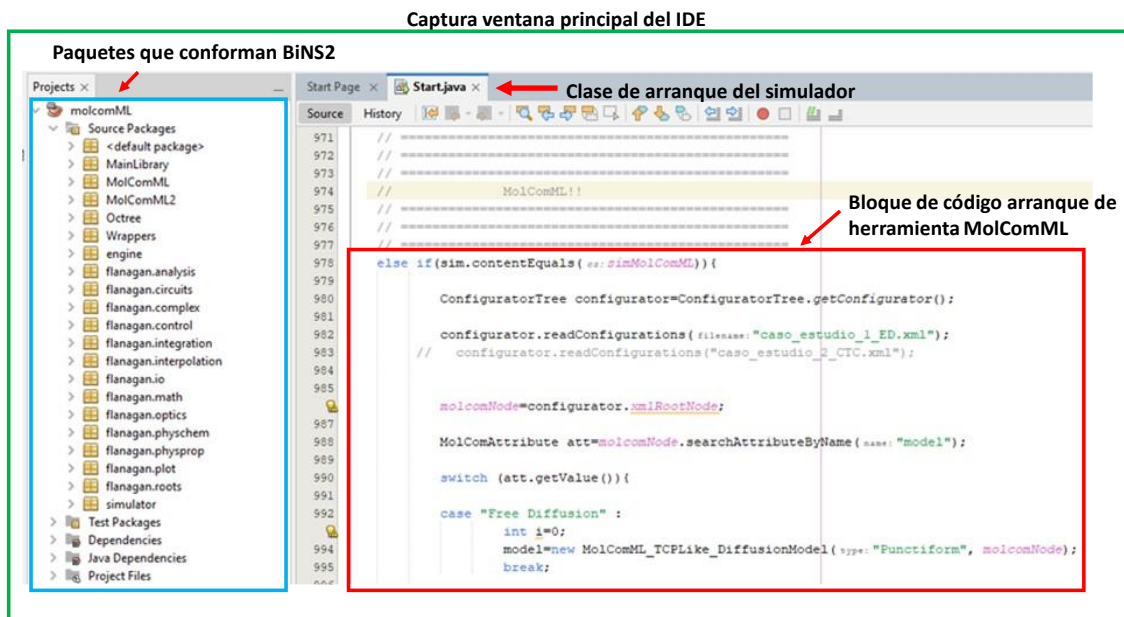 Captura ventana principal del IDE
Paquetes que conforman BiNS2
Projects ×
Start Page × Start.java ×
Clase de arranque del simulador
Source History
molcomML
Source Packages
<default package>
MainLibrary
MolComML
MolComML2
Octree
Wrappers
engine
flanagan.analysis
flanagan.circuits
flanagan.complex
flanagan.control
flanagan.integration
flanagan.interpolation
flanagan.io
flanagan.math
flanagan.optics
flanagan.physchem
flanagan.physprop
flanagan.plot
flanagan.roots
simulator
Test Packages
Dependencies
Java Dependencies
Project Files
971 // ================================================
972 // ================================================
973 // ================================================
974 // MolComML!!
975 // ================================================
976 // ================================================
977 // ================================================
Bloque de código arranque de
herramienta MolComML
978 else if(sim.contentEquals( cs: simMolComML)){
979
980 ConfiguratorTree configurator=ConfiguratorTree.getConfigurator();
981
982 configurator.readConfigurations( filename: "caso_estudio_1_ED.xml");
983 // configurator.readConfigurations("caso_estudio_2_CTC.xml");
984
985
molcomNode=configurator.xmlRootNode;
987
988 MolComAttribute att=molcomNode.searchAttributeByName( name: "model");
989
990 switch (att.getValue()){
991
992 case "Free Diffusion" :
int i=0;
994 model=new MolComML_TCPLike_DiffusionModel( type: "Punctiform", molcomNode);
995 break;